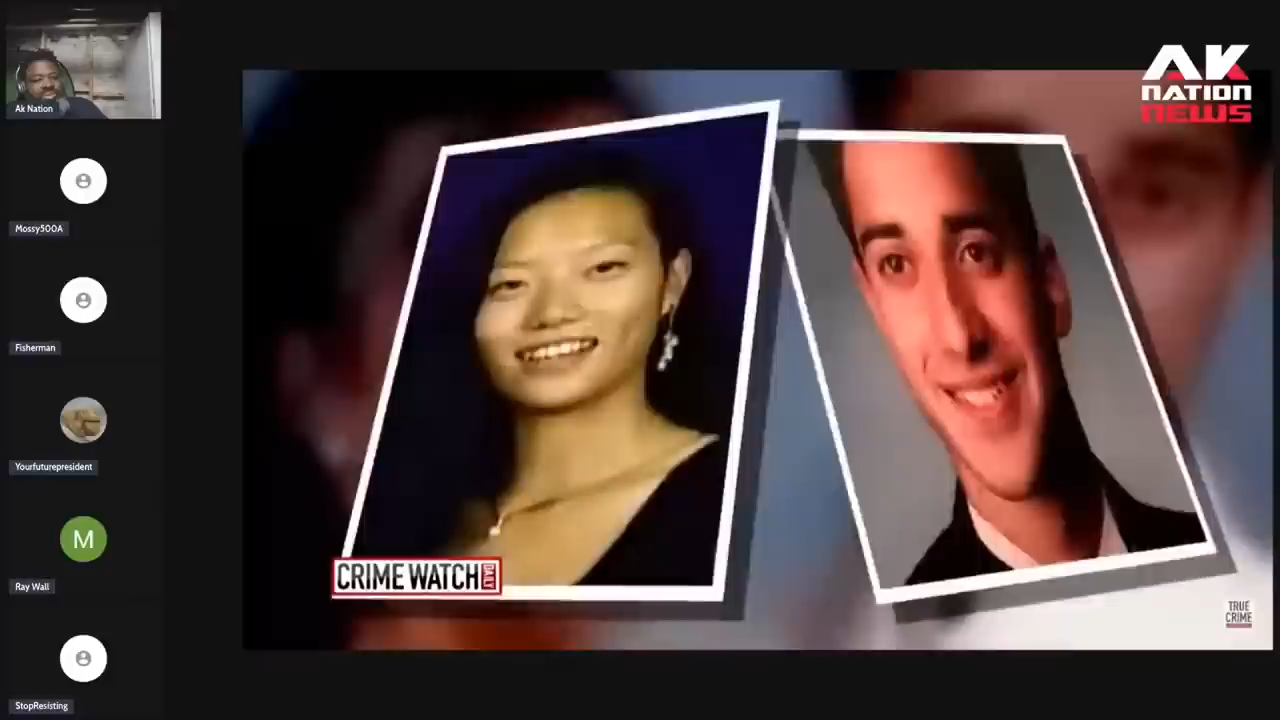 Ak Nation
Mossy500A
Fisherman
Yourfuturepresident
M
Ray Wall
StopResisting
AK
NATION
NEWS
CRIME WATCH DAILY
TRUE
CRIME